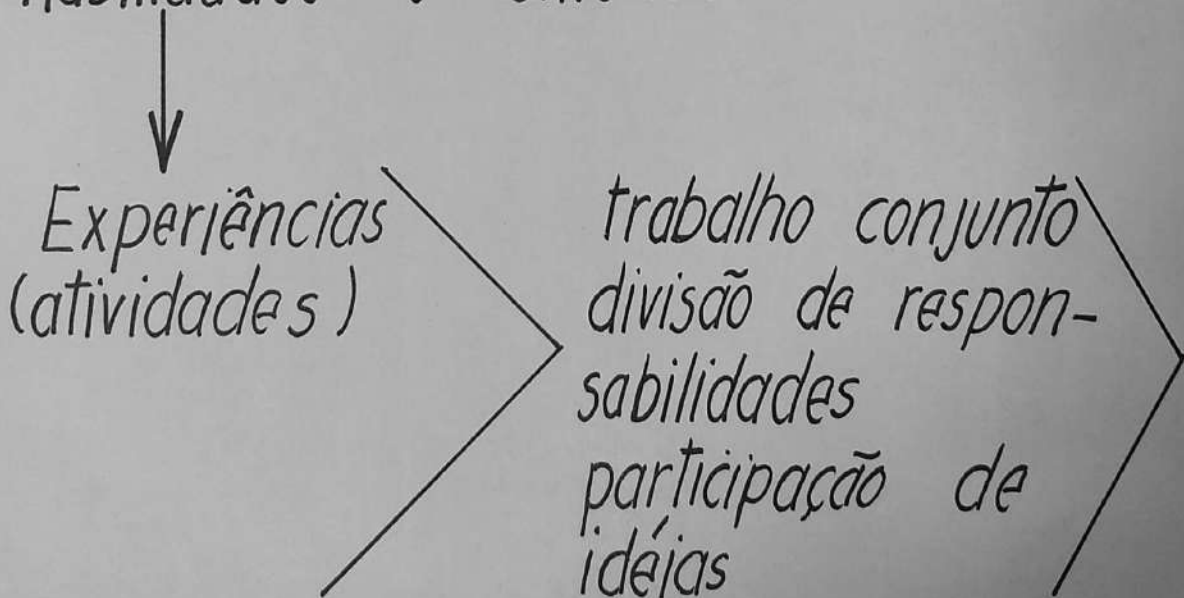 Experiências
(atividades)
trabalho conjunto
divisão de respon-
sabilidades
participação de
idéias